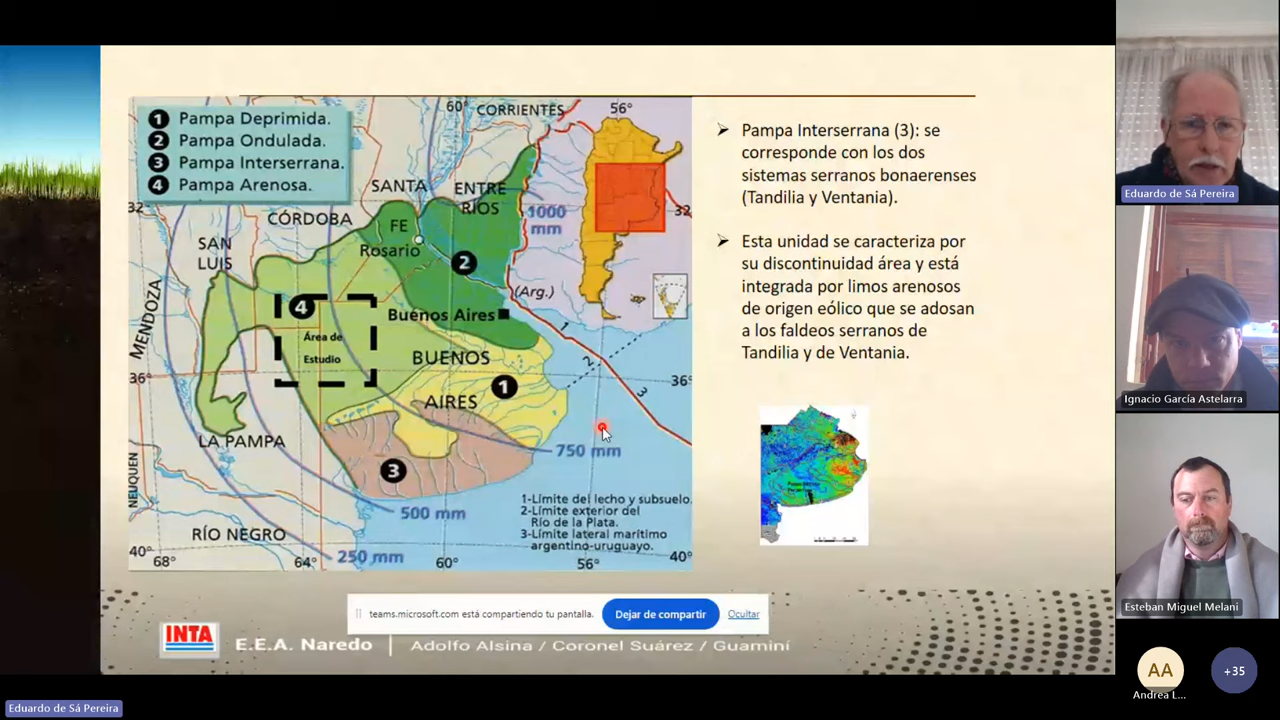 1 Pampa Deprimida.
2 Pampa Ondulada.
3 Pampa Interserrana.
4 Pampa Arenosa.
60°
CORRIENTES
56°
SANTA
ENTRE
RÍOS
32
CÓRDOBA
FE
1000
mm
32
SAN
LUIS
Rosario
2
MENDOZA
4
(Arg.)
Buenos Aires
Área de
Estudio
BUENOS
1
2
3
36°
1
36°
AIRES
LA PAMPA
750 mm
3
NEUQUEN
500 mm
1-Límite del lecho y subsuelo.
2-Límite exterior del
Río de la Plata.
3-Límite lateral marítimo
argentino-uruguayo.
RÍO NEGRO
250 mm
40°
68°
64°
60°
56°
40°
Pampa Interserrana (3): se
corresponde con los dos
sistemas serranos bonaerenses
(Tandilia y Ventania).
Esta unidad se caracteriza por
su discontinuidad área y está
integrada por limos arenosos
de origen eólico que se adosan
a los faldeos serranos de
Tandilia y de Ventania.
teams.microsoft.com está compartiendo tu pantalla.
Dejar de compartir
Ocultar
INTA
E.E.A. Naredo
Adolfo Alsina / Coronel Suárez / Guaminí
Eduardo de Sá Pereira
Ignacio García Astelarra
Esteban Miguel Melani
AA
Andrea L...
+35
Eduardo de Sá Pereira